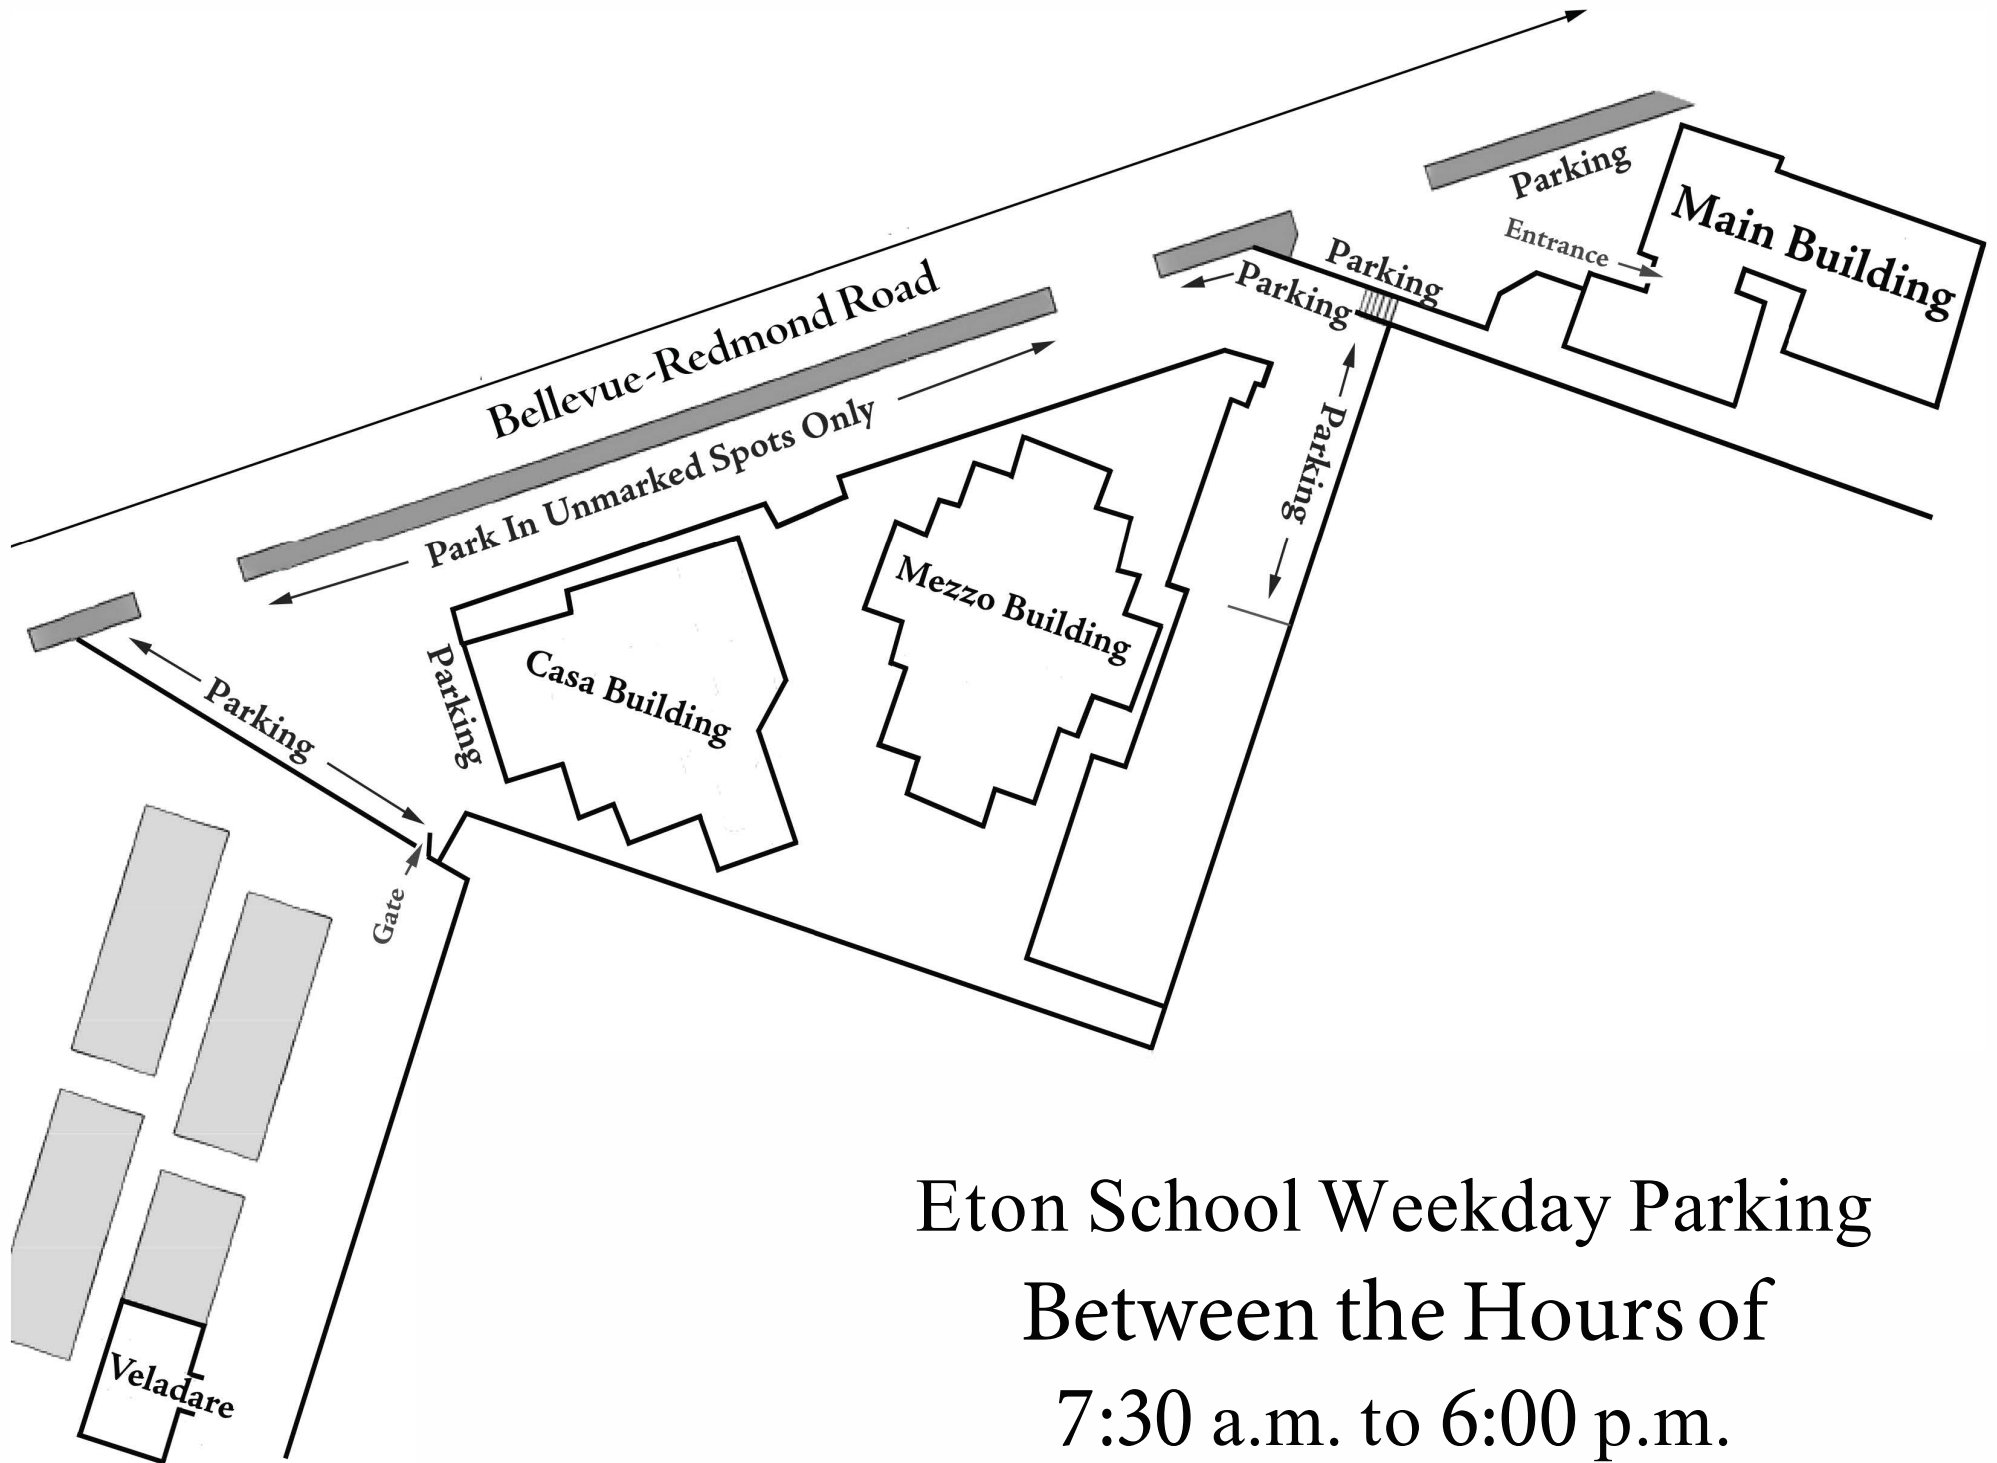 Parking
Main Building
Entrance
Parking
Parking
Bellevue-Redmond Road
Park In Unmarked Spots Only
Parking
Mezzo Building
Casa Building
Parking
Parking
Gate
Veladare
Eton School Weekday Parking
Between the Hours of
7:30 a.m. to 6:00 p.m.